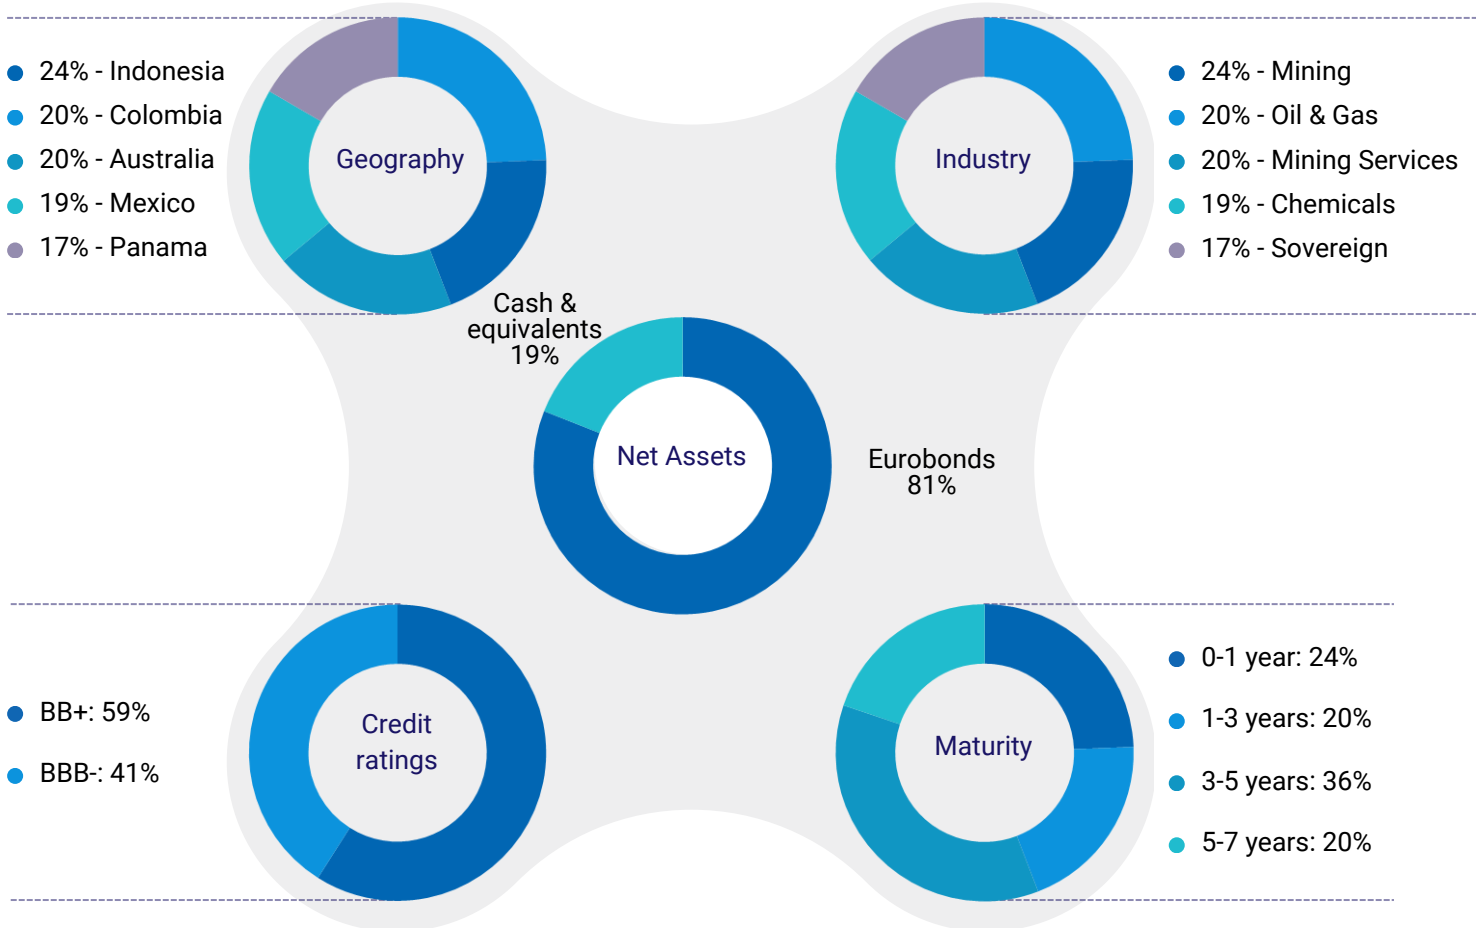 24% - Indonesia
20% - Colombia
20% - Australia
19% - Mexico
17% - Panama
Geography
Industry
24% - Mining
20% - Oil & Gas
20% - Mining Services
19% - Chemicals
17% - Sovereign
Cash &
equivalents
19%
Net Assets
Eurobonds
81%
BB+: 59%
BBB-: 41%
Credit
ratings
Maturity
0-1 year: 24%
1-3 years: 20%
3-5 years: 36%
5-7 years: 20%